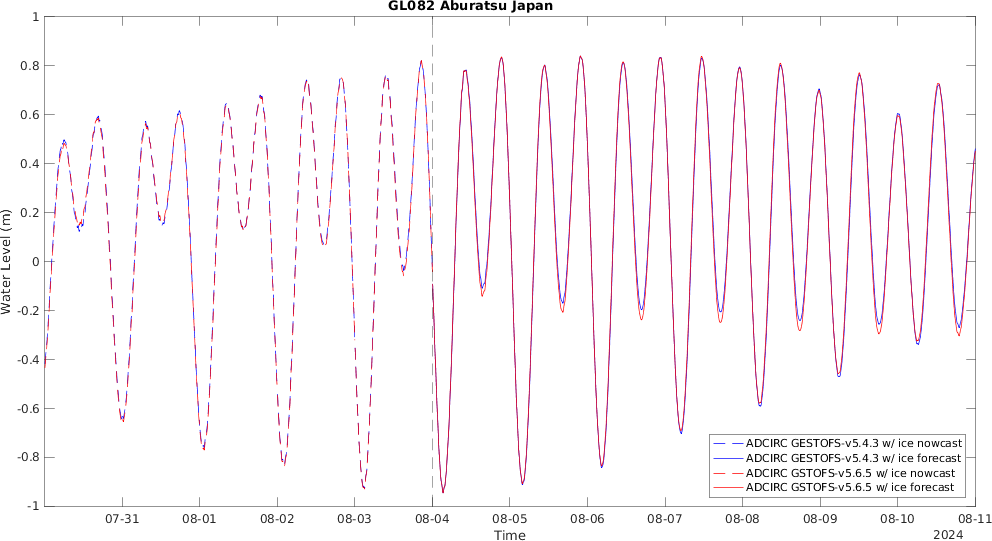 GL082 Aburatsu Japan
1
0.8
0.6
0.4
0.2
0
-0.2
-0.4
-0.6
-0.8
-1
Water Level (m)
ADCIRC GESTOFS-v5.4.3 w/ ice nowcast
ADCIRC GESTOFS-v5.4.3 w/ ice forecast
ADCIRC GSTOFS-v5.6.5 w/ ice nowcast
ADCIRC GSTOFS-v5.6.5 w/ ice forecast
07-31 08-01 08-02 08-03 08-04 08-05 08-06 08-07 08-08 08-09 08-10 08-11
Time
2024